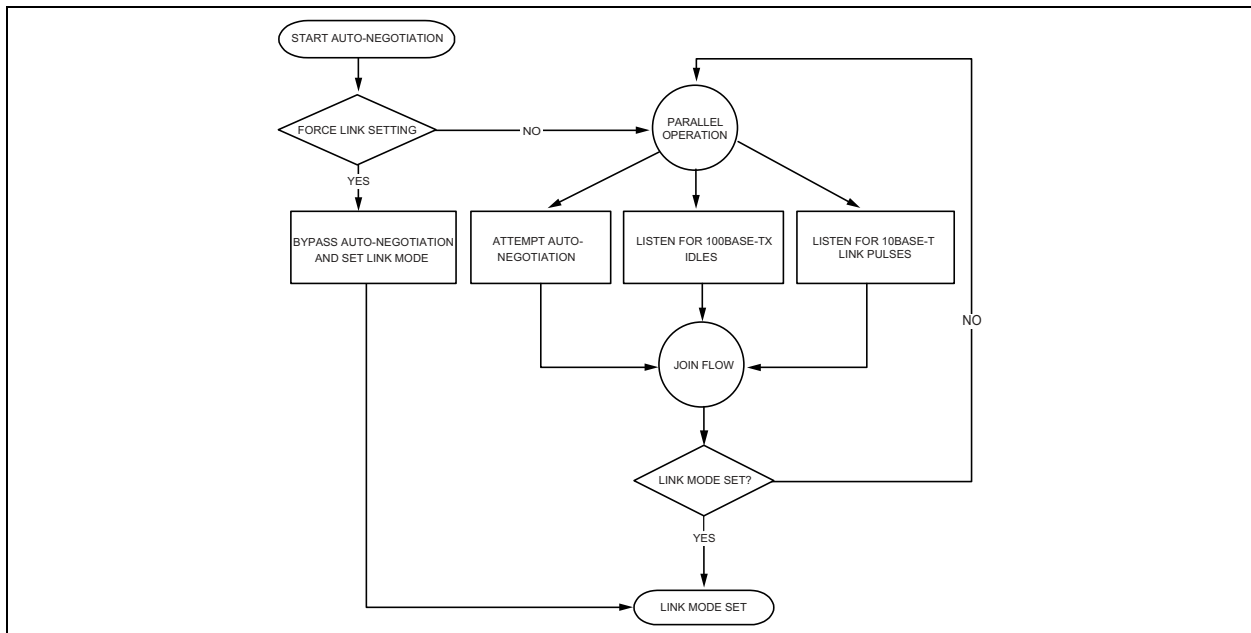 START AUTO-NEGOTIATION
FORCE LINK SETTING
NO
PARALLEL
OPERATION
YES
BYPASS AUTO-NEGOTIATION
AND SET LINK MODE
ATTEMPT AUTO-
NEGOTIATION
LISTEN FOR 100BASE-TX
IDLES
LISTEN FOR 10BASE-T
LINK PULSES
NO
JOIN FLOW
LINK MODE SET?
YES
LINK MODE SET